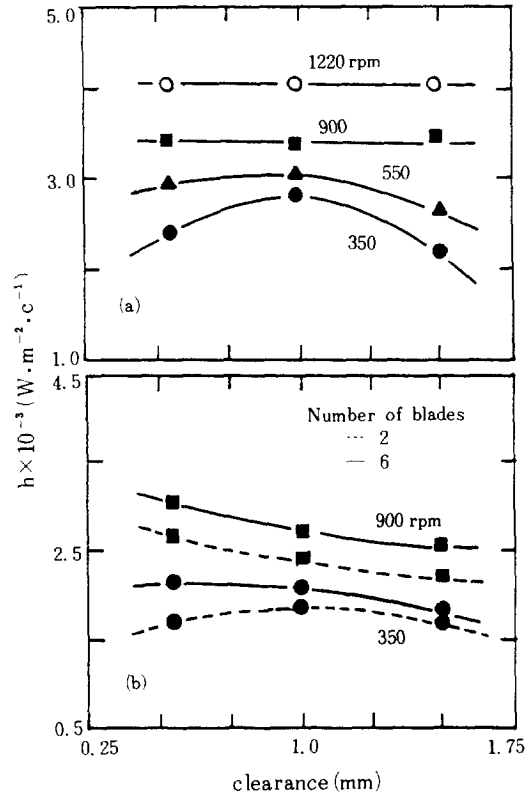 5.0
1220 rpm
900
3.0
550
350
(a)
1.0
h×10⁻³ (W·m⁻²·c⁻¹)
4.5
Number of blades
--- 2
— 6
900 rpm
2.5
350
(b)
0.5
0.25 1.0 1.75
clearance (mm)